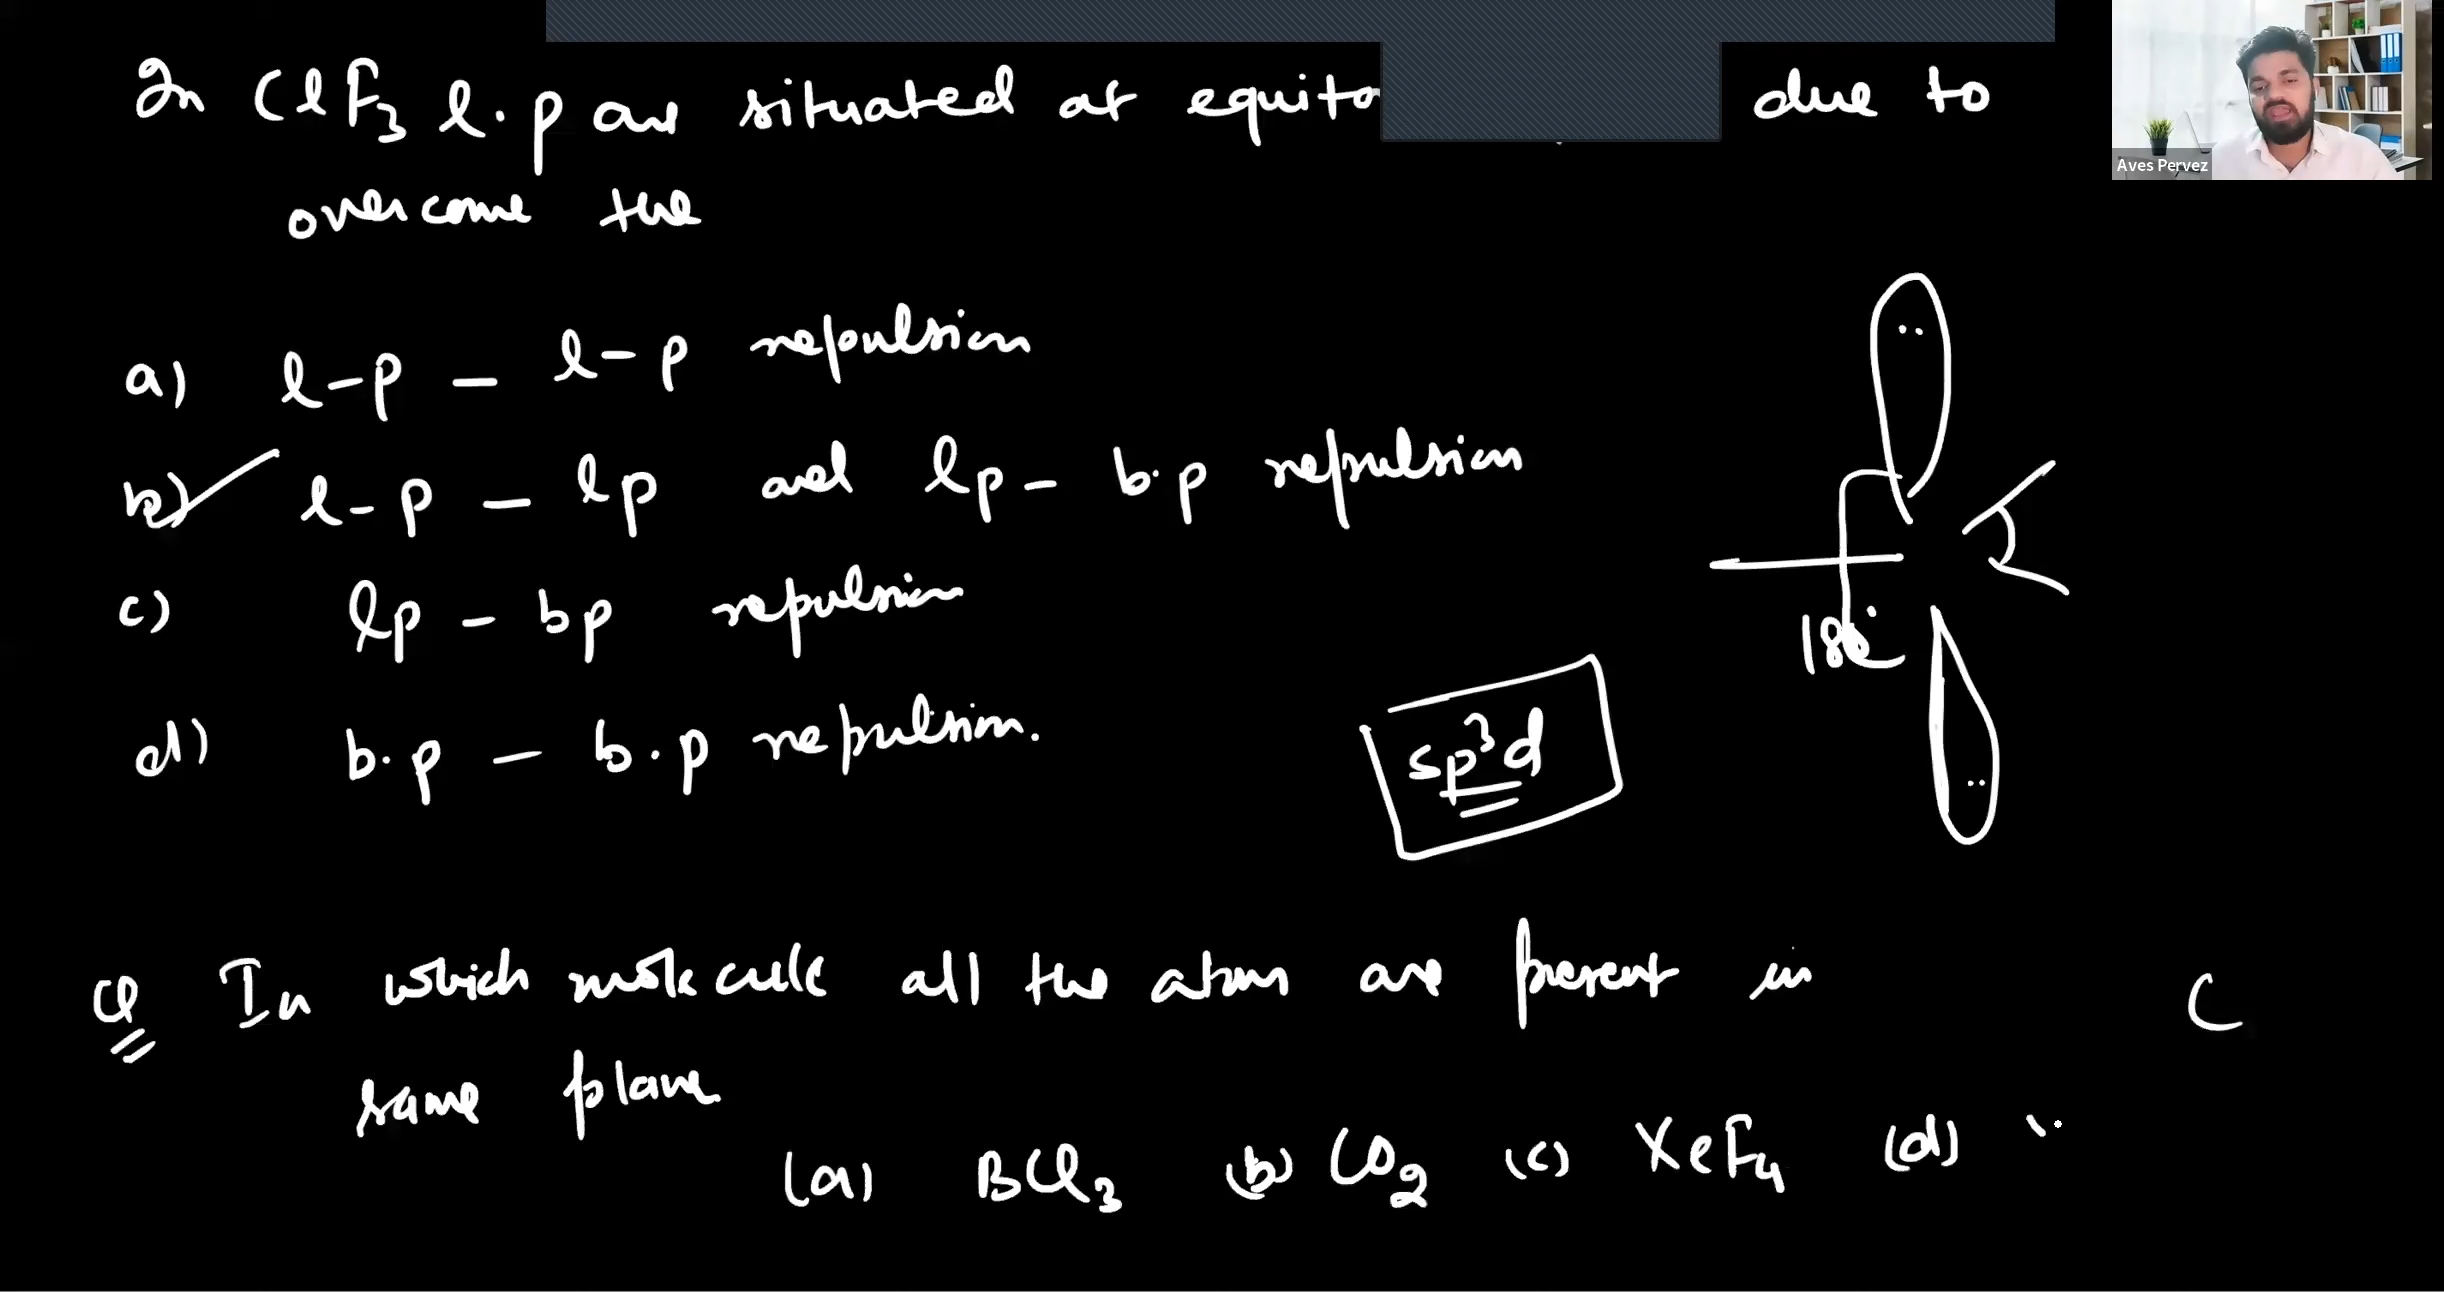 In ClF3 l.p are situated at equito due to
Aves Pervez
overcome the
a) l-p - l-p repulsion
b) l-p - lp and lp - b.p repulsion
c) lp - bp repulsion
d) b.p - b.p repulsion.
180°
sp³d
Q In which molecule all the atom are present in
same plane
(a) BCl3 (b) CO2 (c) XeF4 (d)
C